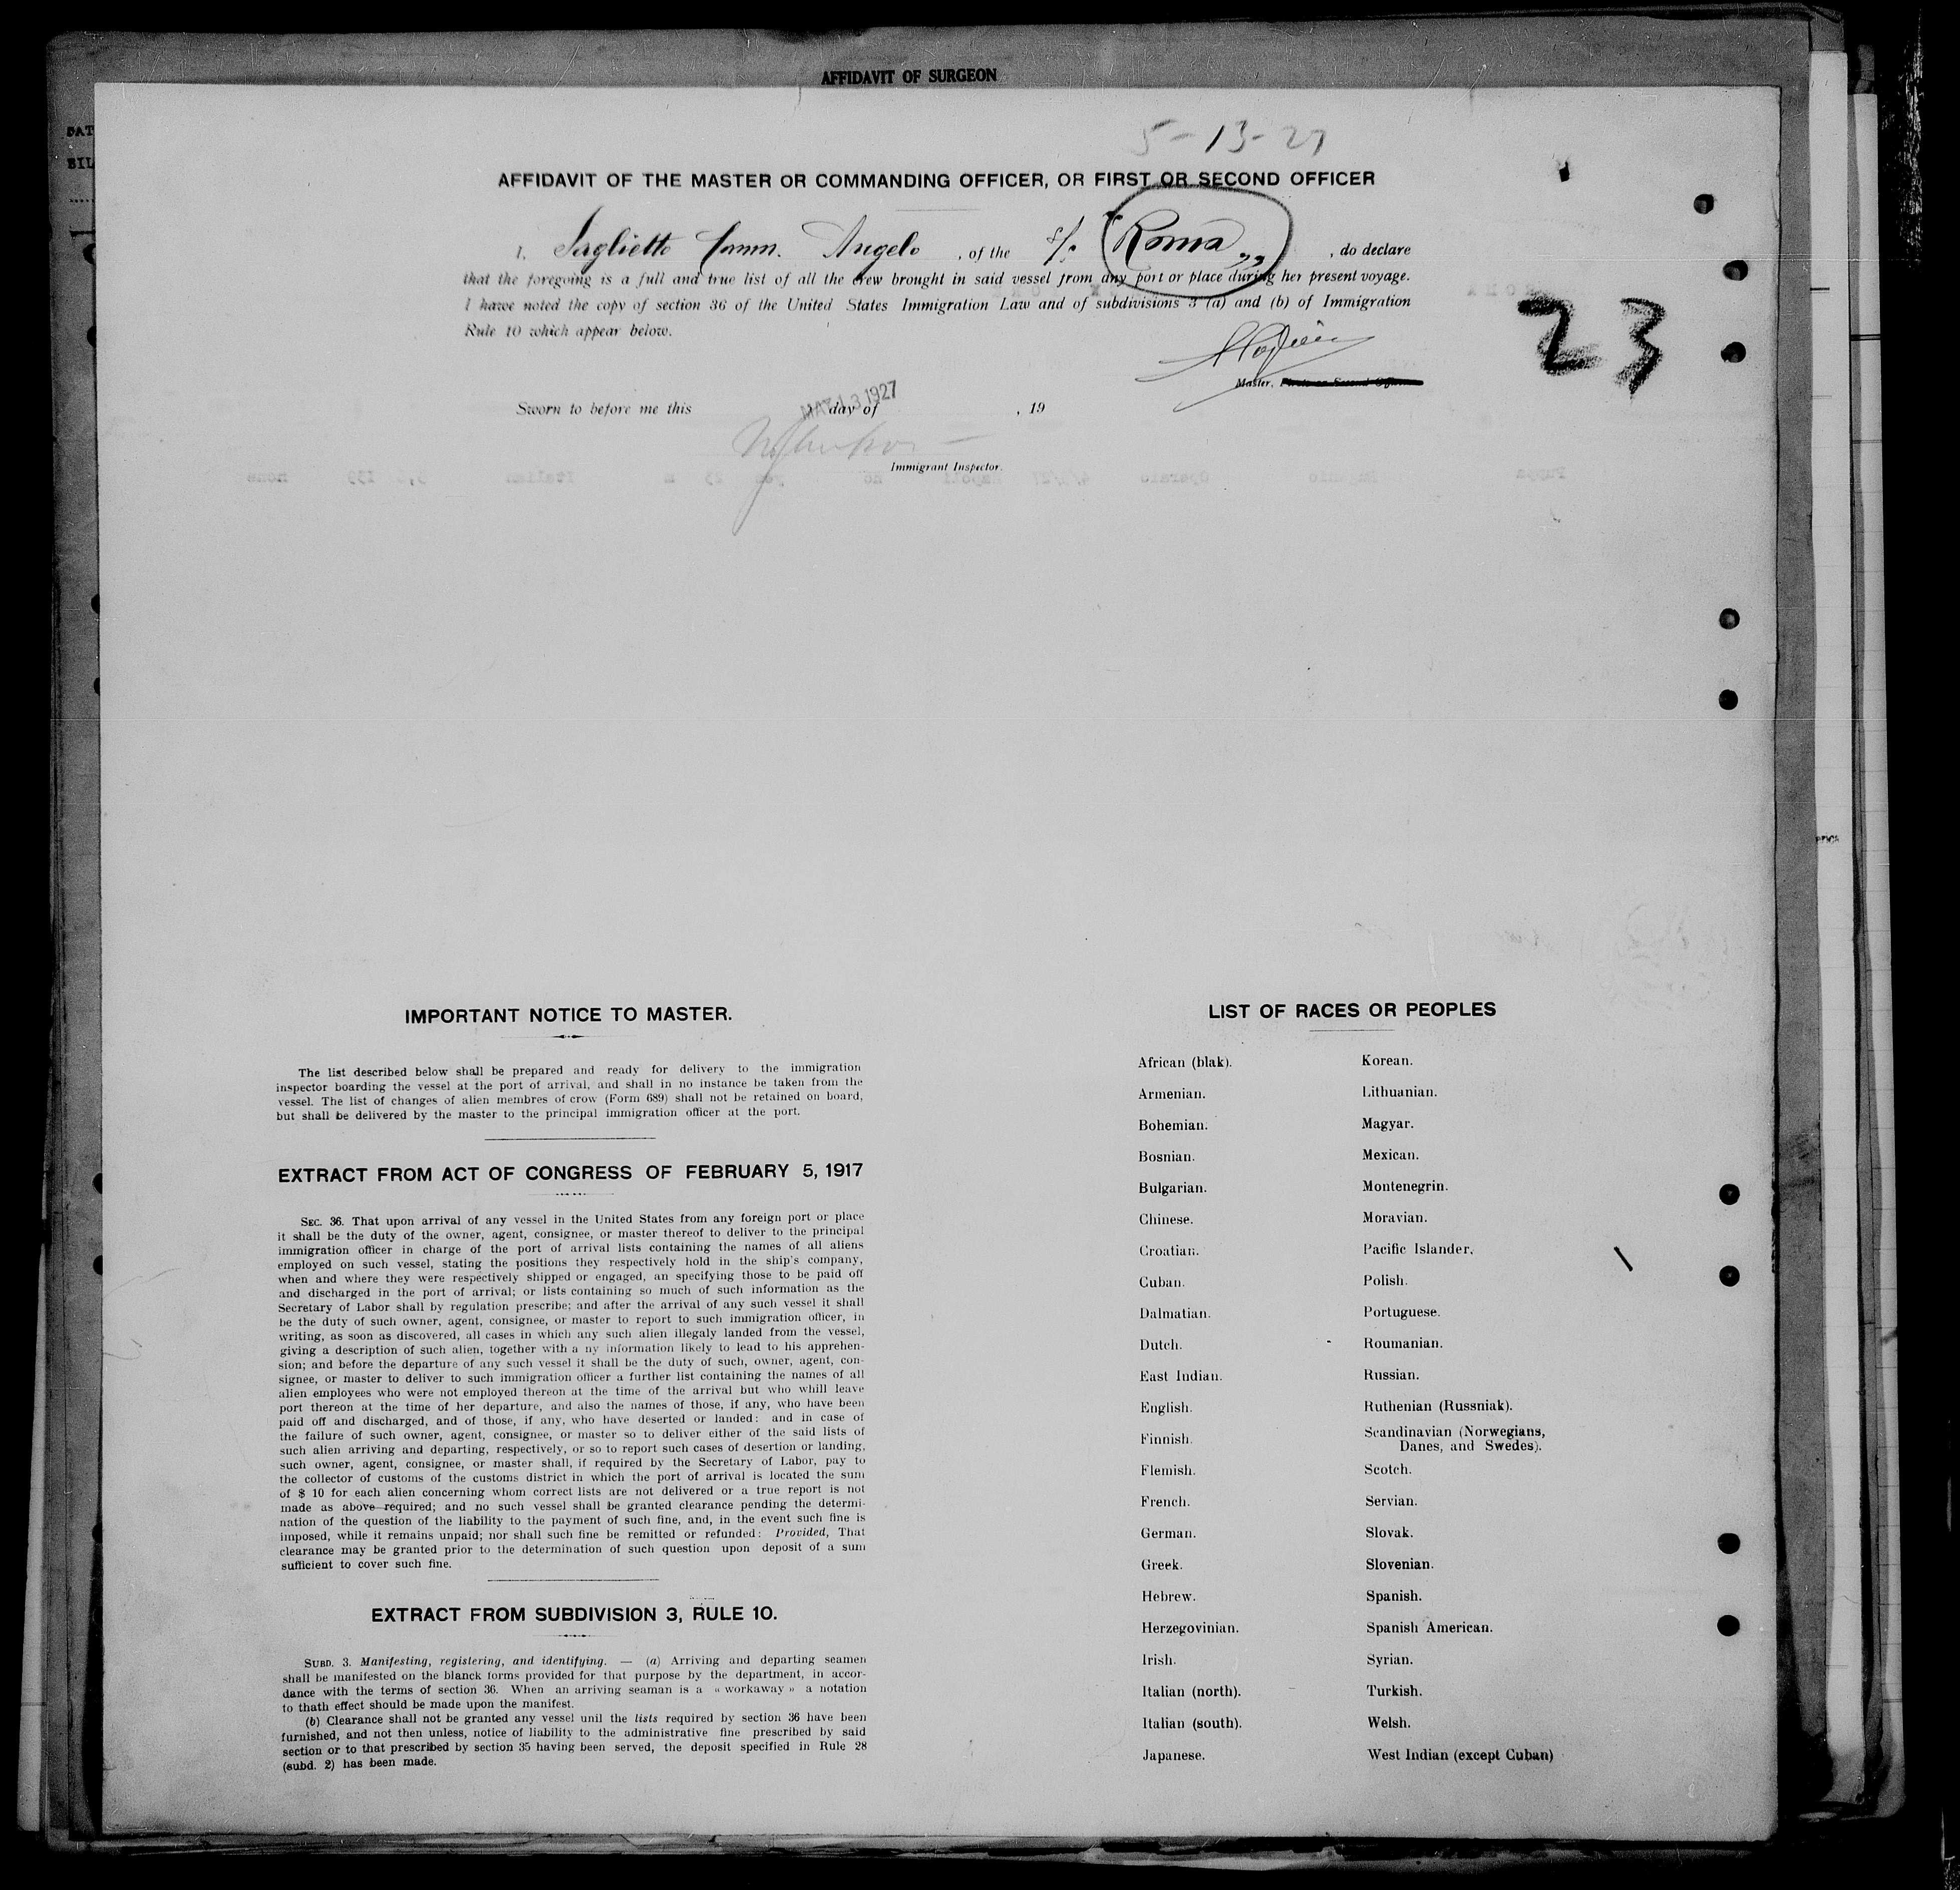 AFFIDAVIT OF SURGEON
5-13-27
AFFIDAVIT OF THE MASTER OR COMMANDING OFFICER, OR FIRST OR SECOND OFFICER
I, Saglietto Comm. Angelo , of the s/s "Roma„ , do declare
that the foregoing is a full and true list of all the crew brought in said vessel from any port or place during her present voyage.
I have noted the copy of section 36 of the United States Immigration Law and of subdivisions 3 (a) and (b) of Immigration
Rule 10 which appear below.
23
Master, First or Second Officer
MAY 13 1927
Sworn to before me this day of , 19
Immigrant Inspector.
IMPORTANT NOTICE TO MASTER.
The list described below shall be prepared and ready for delivery to the immigration
inspector boarding the vessel at the port of arrival, and shall in no instance be taken from the
vessel. The list of changes of alien membres of crow (Form 689) shall not be retained on board,
but shall be delivered by the master to the principal immigration officer at the port.
EXTRACT FROM ACT OF CONGRESS OF FEBRUARY 5, 1917
SEC. 36. That upon arrival of any vessel in the United States from any foreign port or place
it shall be the duty of the owner, agent, consignee, or master thereof to deliver to the principal
immigration officer in charge of the port of arrival lists containing the names of all aliens
employed on such vessel, stating the positions they respectively hold in the ship's company,
when and where they were respectively shipped or engaged, an specifying those to be paid off
and discharged in the port of arrival; or lists containing so much of such information as the
Secretary of Labor shall by regulation prescribe; and after the arrival of any such vessel it shall
be the duty of such owner, agent, consignee, or master to report to such immigration officer, in
writing, as soon as discovered, all cases in which any such alien illegaly landed from the vessel,
giving a description of such alien, together with a ny information likely to lead to his apprehen-
sion; and before the departure of any such vessel it shall be the duty of such, owner, agent, con-
signee, or master to deliver to such immigration officer a further list containing the names of all
alien employees who were not employed thereon at the time of the arrival but who whill leave
port thereon at the time of her departure, and also the names of those, if any, who have been
paid off and discharged, and of those, if any, who have deserted or landed: and in case of
the failure of such owner, agent, consignee, or master so to deliver either of the said lists of
such alien arriving and departing, respectively, or so to report such cases of desertion or landing,
such owner, agent, consignee, or master shall, if required by the Secretary of Labor, pay to
the collector of customs of the customs district in which the port of arrival is located the sum
of $ 10 for each alien concerning whom correct lists are not delivered or a true report is not
made as above required; and no such vessel shall be granted clearance pending the determi-
nation of the question of the liability to the payment of such fine, and, in the event such fine is
imposed, while it remains unpaid; nor shall such fine be remitted or refunded: Provided, That
clearance may be granted prior to the determination of such question upon deposit of a sum
sufficient to cover such fine.
EXTRACT FROM SUBDIVISION 3, RULE 10.
SUBD. 3. Manifesting, registering, and identifying. — (a) Arriving and departing seamen
shall be manifested on the blanck forms provided for that purpose by the department, in accor-
dance with the terms of section 36. When an arriving seaman is a « workaway » a notation
to thath effect should be made upon the manifest.
(b) Clearance shall not be granted any vessel unil the lists required by section 36 have been
furnished, and not then unless, notice of liability to the administrative fine prescribed by said
section or to that prescribed by section 35 having been served, the deposit specified in Rule 28
(subd. 2) has been made.
LIST OF RACES OR PEOPLES
African (blak).
Armenian.
Bohemian.
Bosnian.
Bulgarian.
Chinese.
Croatian.
Cuban.
Dalmatian.
Dutch.
East Indian.
English.
Finnish.
Flemish.
French.
German.
Greek.
Hebrew.
Herzegovinian.
Irish.
Italian (north).
Italian (south).
Japanese.
Korean.
Lithuanian.
Magyar.
Mexican.
Montenegrin.
Moravian.
Pacific Islander.
Polish.
Portuguese.
Roumanian.
Russian.
Ruthenian (Russniak).
Scandinavian (Norwegians,
Danes, and Swedes).
Scotch.
Servian.
Slovak.
Slovenian.
Spanish.
Spanish American.
Syrian.
Turkish.
Welsh.
West Indian (except Cuban)